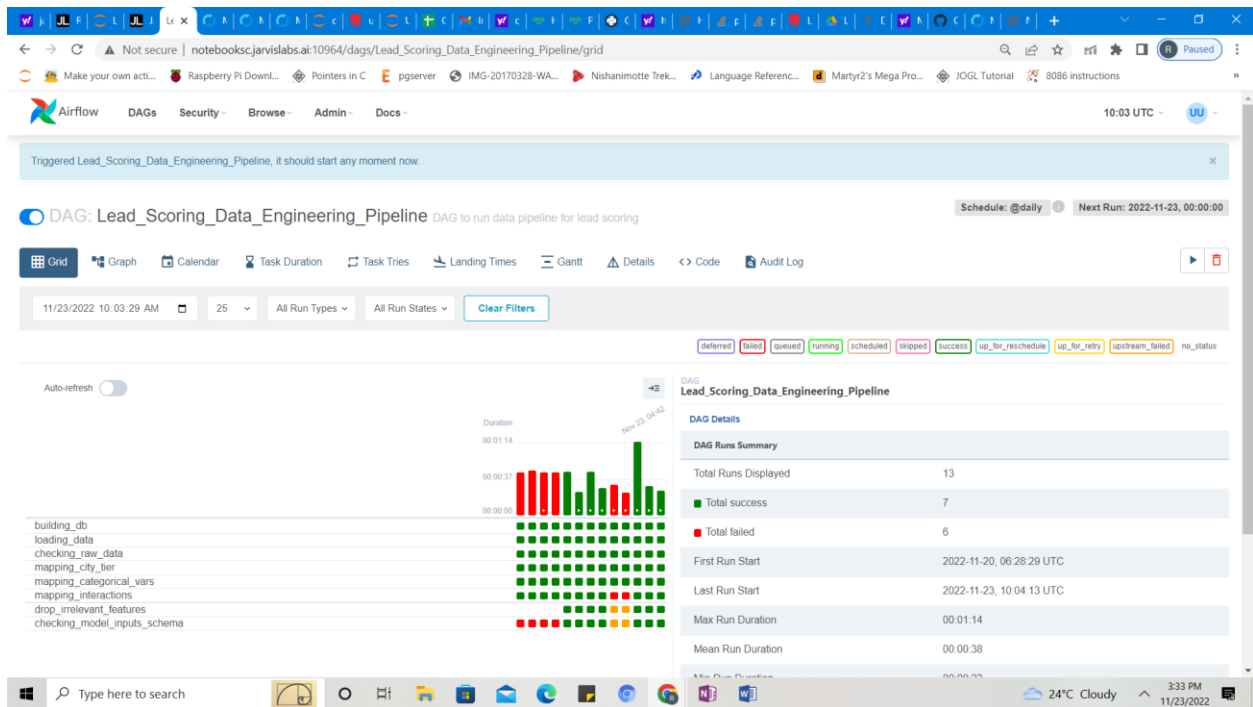 Not secure | notebooksc.jarvislabs.ai:10964/dags/Lead_Scoring_Data_Engineering_Pipeline/grid
Paused
Make your own acti... Raspberry Pi Downl... Pointers in C pgserver IMG-20170328-WA... Nishanimotte Trek... Language Referenc... Martyr2's Mega Pro... JOGL Tutorial 8086 instructions
Airflow DAGs Security Browse Admin Docs 10:03 UTC UU
Triggered Lead_Scoring_Data_Engineering_Pipeline, it should start any moment now.
DAG: Lead_Scoring_Data_Engineering_Pipeline DAG to run data pipeline for lead scoring
Schedule: @daily Next Run: 2022-11-23, 00:00:00
Grid Graph Calendar Task Duration Task Tries Landing Times Gantt Details <> Code Audit Log
11/23/2022 10:03:29 AM 25 All Run Types All Run States Clear Filters
deferred failed queued running scheduled skipped success up_for_reschedule up_for_retry upstream_failed no_status
Auto-refresh
Duration
Nov 23, 04:42
00:01:14
00:00:37
00:00:00
building_db
loading_data
checking_raw_data
mapping_city_tier
mapping_categorical_vars
mapping_interactions
drop_irrelevant_features
checking_model_inputs_schema
DAG
Lead_Scoring_Data_Engineering_Pipeline
DAG Details
DAG Runs Summary
Total Runs Displayed 13
Total success 7
Total failed 6
First Run Start 2022-11-20, 06:28:29 UTC
Last Run Start 2022-11-23, 10:04:13 UTC
Max Run Duration 00:01:14
Mean Run Duration 00:00:38
Type here to search
24°C Cloudy
3:33 PM
11/23/2022